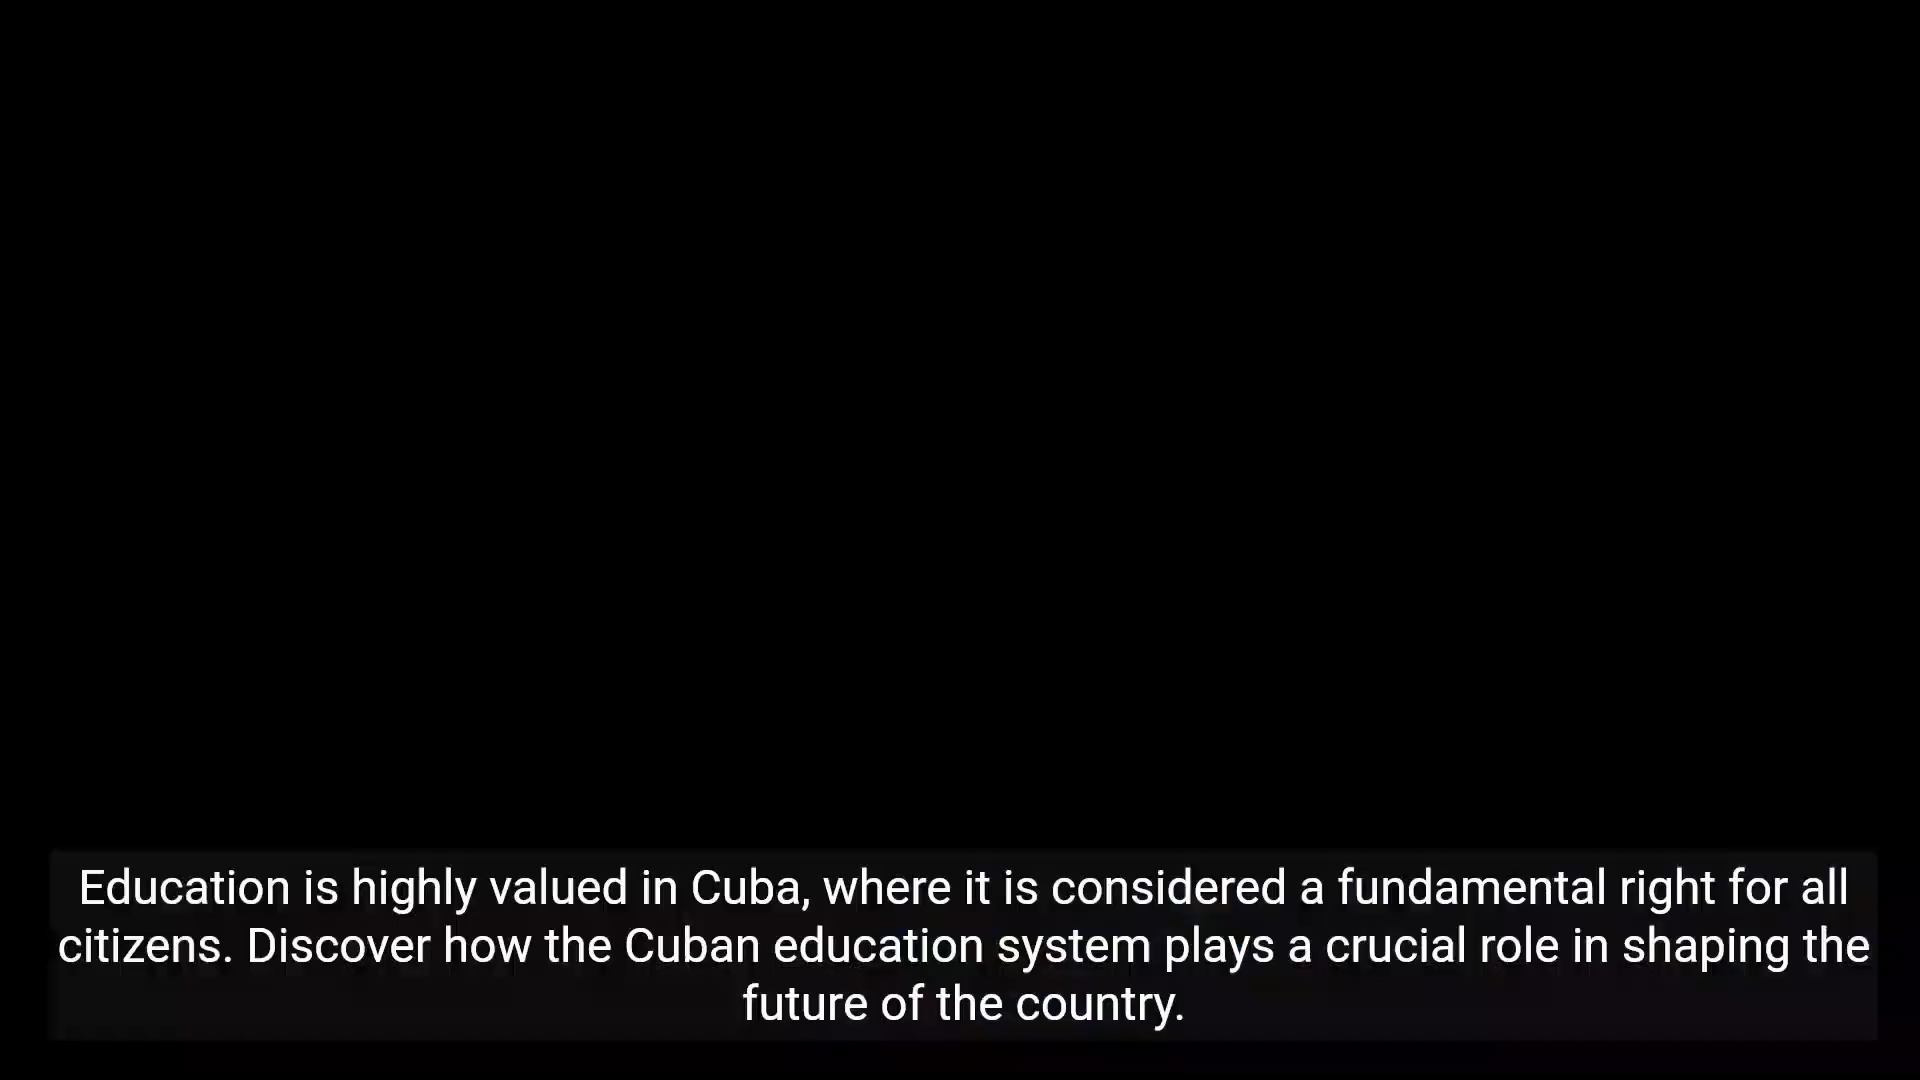 Education is highly valued in Cuba, where it is considered a fundamental right for all
citizens. Discover how the Cuban education system plays a crucial role in shaping the
future of the country.